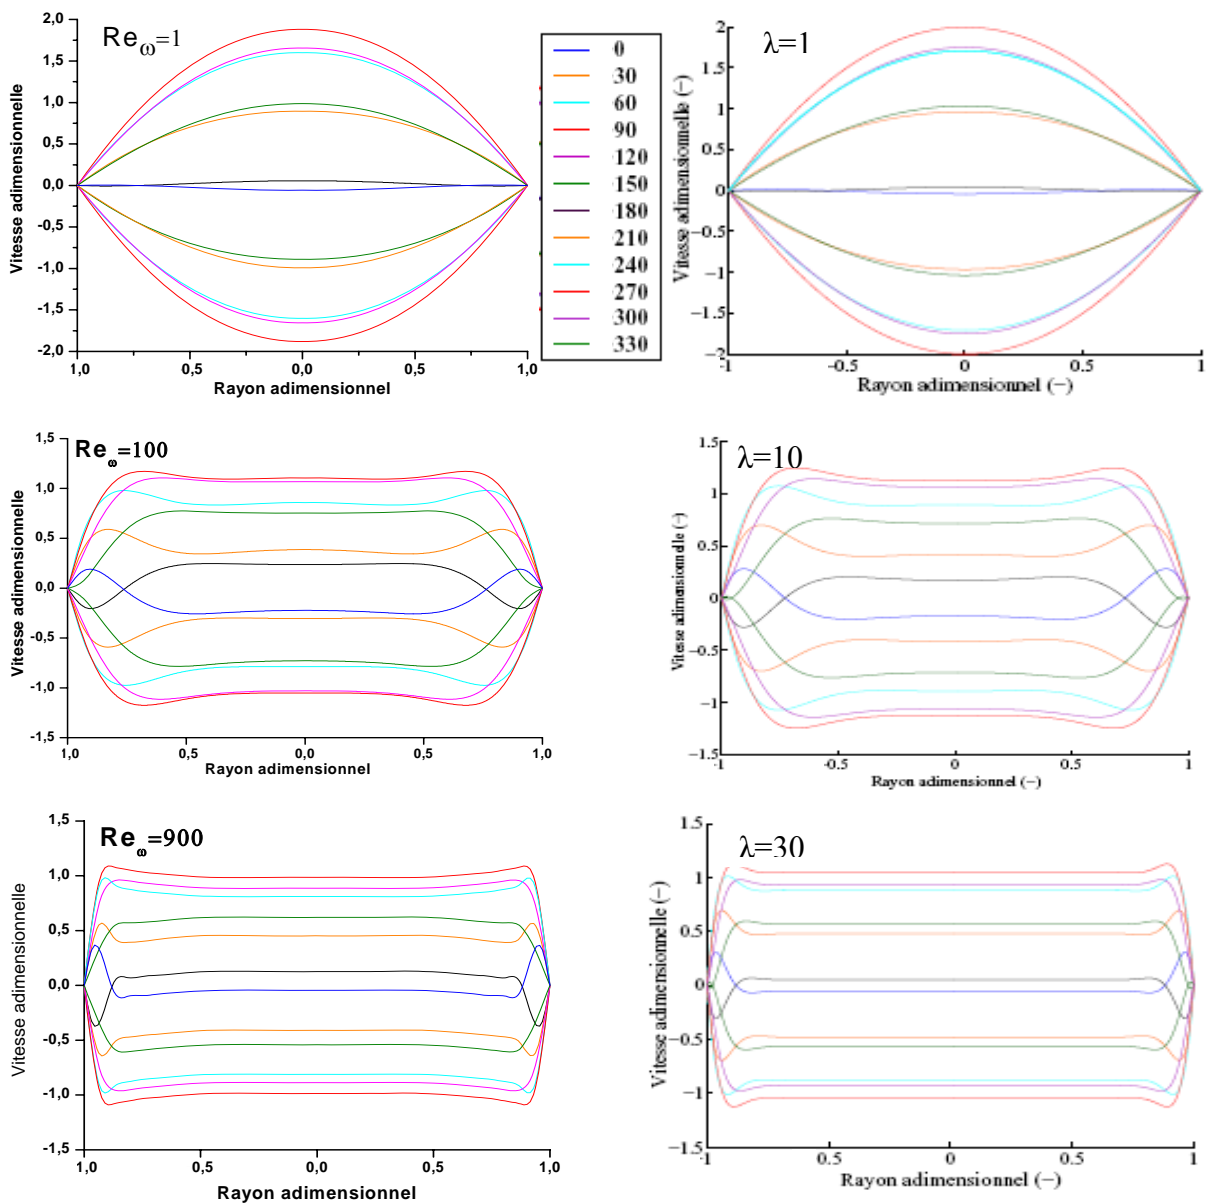 Re_ω=1
2,0
1,5
1,0
0,5
0,0
-0,5
-1,0
-1,5
-2,0
Vitesse adimensionnelle
1,0 0,0 1,0
Rayon adimensionnel
0
30
60
90
120
150
180
210
240
270
300
330
λ=1
2
1.5
1
0.5
0
−0.5
−1
−1.5
−2
Vitesse adimensionnelle (−)
-1 -0.5 0 0.5 1
Rayon adimensionnel (−)
Re_ω=100
1,5
1,0
0,5
0,0
-0,5
-1,0
-1,5
Vitesse adimensionnelle
1,0 0,5 0,0 0,5 1,0
Rayon adimensionnel
λ=10
1.5
1
0.5
0
−0.5
−1
−1.5
Vitesse adimensionnelle (−)
-1 -0.5 0 0.5 1
Rayon adimensionnel (−)
Re_ω=900
1,5
1,0
0,5
0,0
-0,5
-1,0
-1,5
Vitesse adimensionnelle
1,0 0,5 0,0 0,5 1,0
Rayon adimensionnel
λ=30
1.5
1
0.5
0
−0.5
−1
−1.5
Vitesse adimensionnelle (−)
-1 0.5 0 0.5 1
Rayon adimensionnel (−)